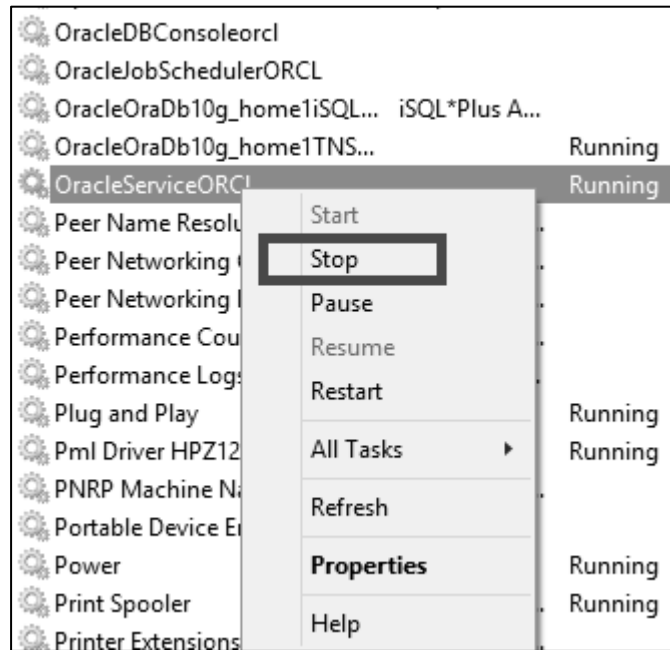 OracleDBConsoleorcl
OracleJobSchedulerORCL
OracleOraDb10g_home1iSQL... iSQL*Plus A...
OracleOraDb10g_home1TNS... Running
OracleServiceORCL Running
Start
Peer Name Resolu
Stop
Peer Networking
Pause
Peer Networking
Resume
Performance Cou
Performance Logs
Restart
Plug and Play Running
All Tasks
Pml Driver HPZ12 Running
PNRP Machine Na
Refresh
Portable Device En
Properties
Power Running
Print Spooler Running
Help
Printer Extensions